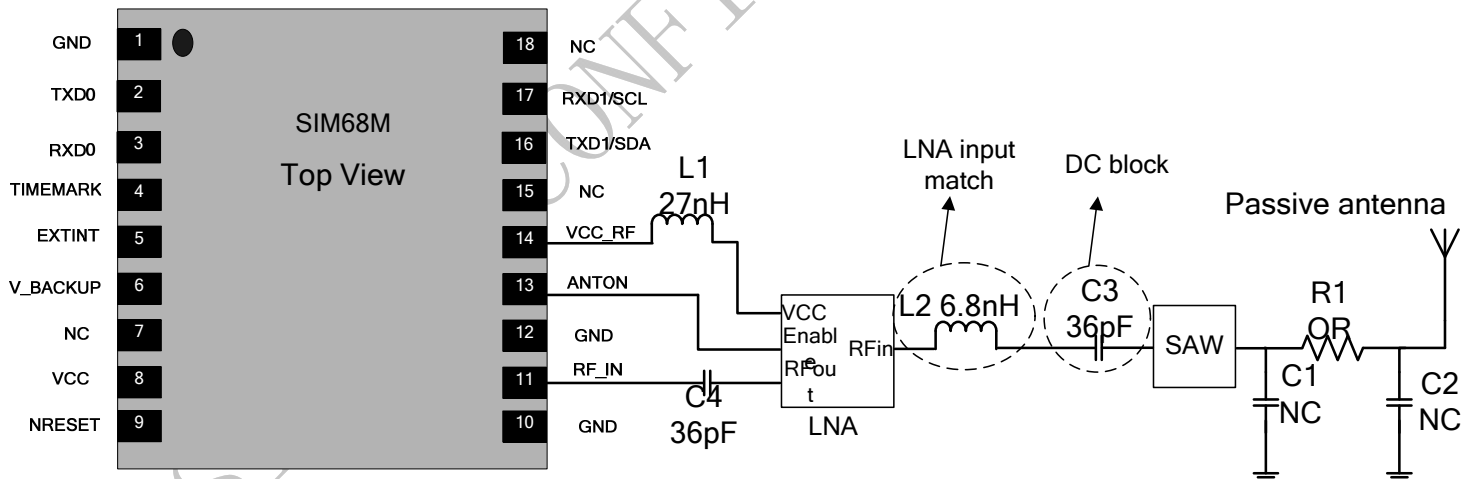 GND 1
TXD0 2
RXD0 3
TIMEMARK 4
EXTINT 5
V_BACKUP 6
NC 7
VCC 8
NRESET 9
SIM68M
Top View
18 NC
17 RXD1/SCL
16 TXD1/SDA
15 NC
14 VCC_RF
13 ANTON
12 GND
11 RF_IN
10 GND
L1
27nH
C4
36pF
VCC
Enabl
e
RFou
t
RFin
LNA
LNA input
match
L2 6.8nH
DC block
C3
36pF
SAW
Passive antenna
R1
0R
C1
NC
C2
NC
CONF